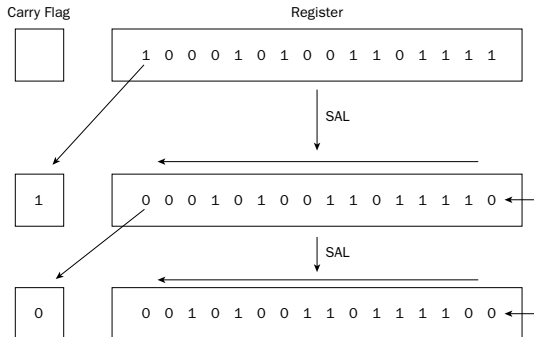 Carry Flag Register
1 0 0 0 1 0 1 0 0 1 1 0 1 1 1 1
SAL
1 0 0 0 1 0 1 0 0 1 1 0 1 1 1 1 0
SAL
0 0 0 1 0 1 0 0 1 1 0 1 1 1 1 0 0